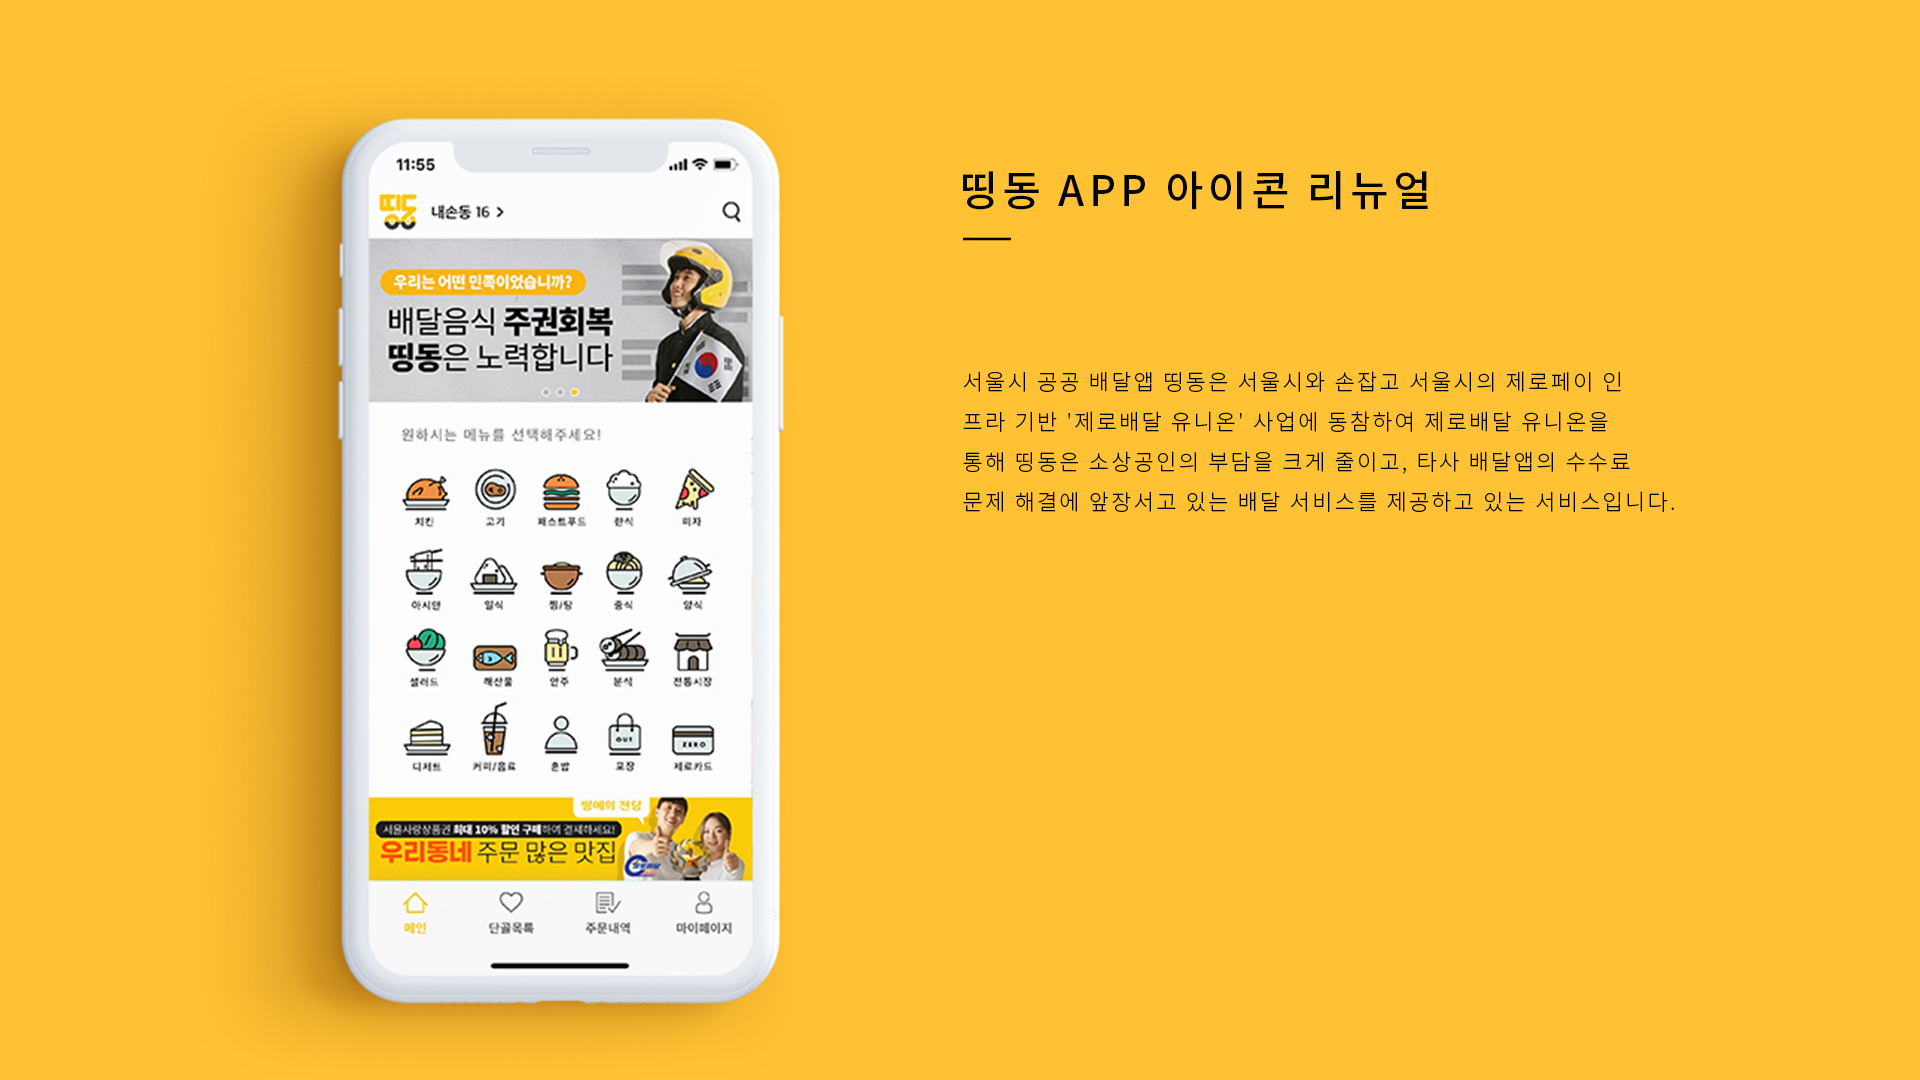 11:55
띵동
내손동 16
우리는 어떤 민족이었습니까?
배달음식 주권회복
띵동은 노력합니다
원하시는 메뉴를 선택해주세요!
치킨 고기 패스트푸드 한식 피자
아시안 일식 찜/탕 중식 양식
샐러드 해산물 안주 분식 전통시장
OUT
ZERO
디저트 커피/음료 혼밥 포장 제로카드
띵예의 전당
서울사랑상품권 최대 10% 할인 구매하여 결제하세요!
우리동네 주문 많은 맛집
메인 단골목록 주문내역 마이페이지
띵동 APP 아이콘 리뉴얼
서울시 공공 배달앱 띵동은 서울시와 손잡고 서울시의 제로페이 인
프라 기반 '제로배달 유니온' 사업에 동참하여 제로배달 유니온을
통해 띵동은 소상공인의 부담을 크게 줄이고, 타사 배달앱의 수수료
문제 해결에 앞장서고 있는 배달 서비스를 제공하고 있는 서비스입니다.